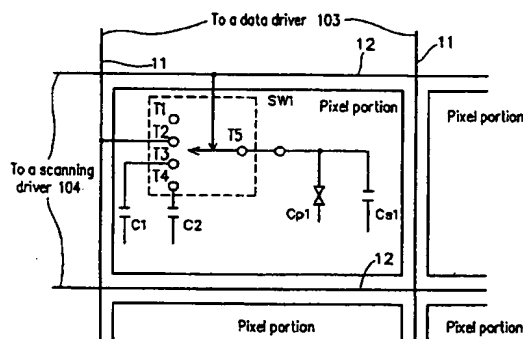 To a data driver 103
11
12
11
SW1
Pixel portion
Pixel portion
T1
T2
T5
T3
T4
To a scanning
driver 104
C1
C2
Cp1
Cs1
12
Pixel portion
Pixel portion